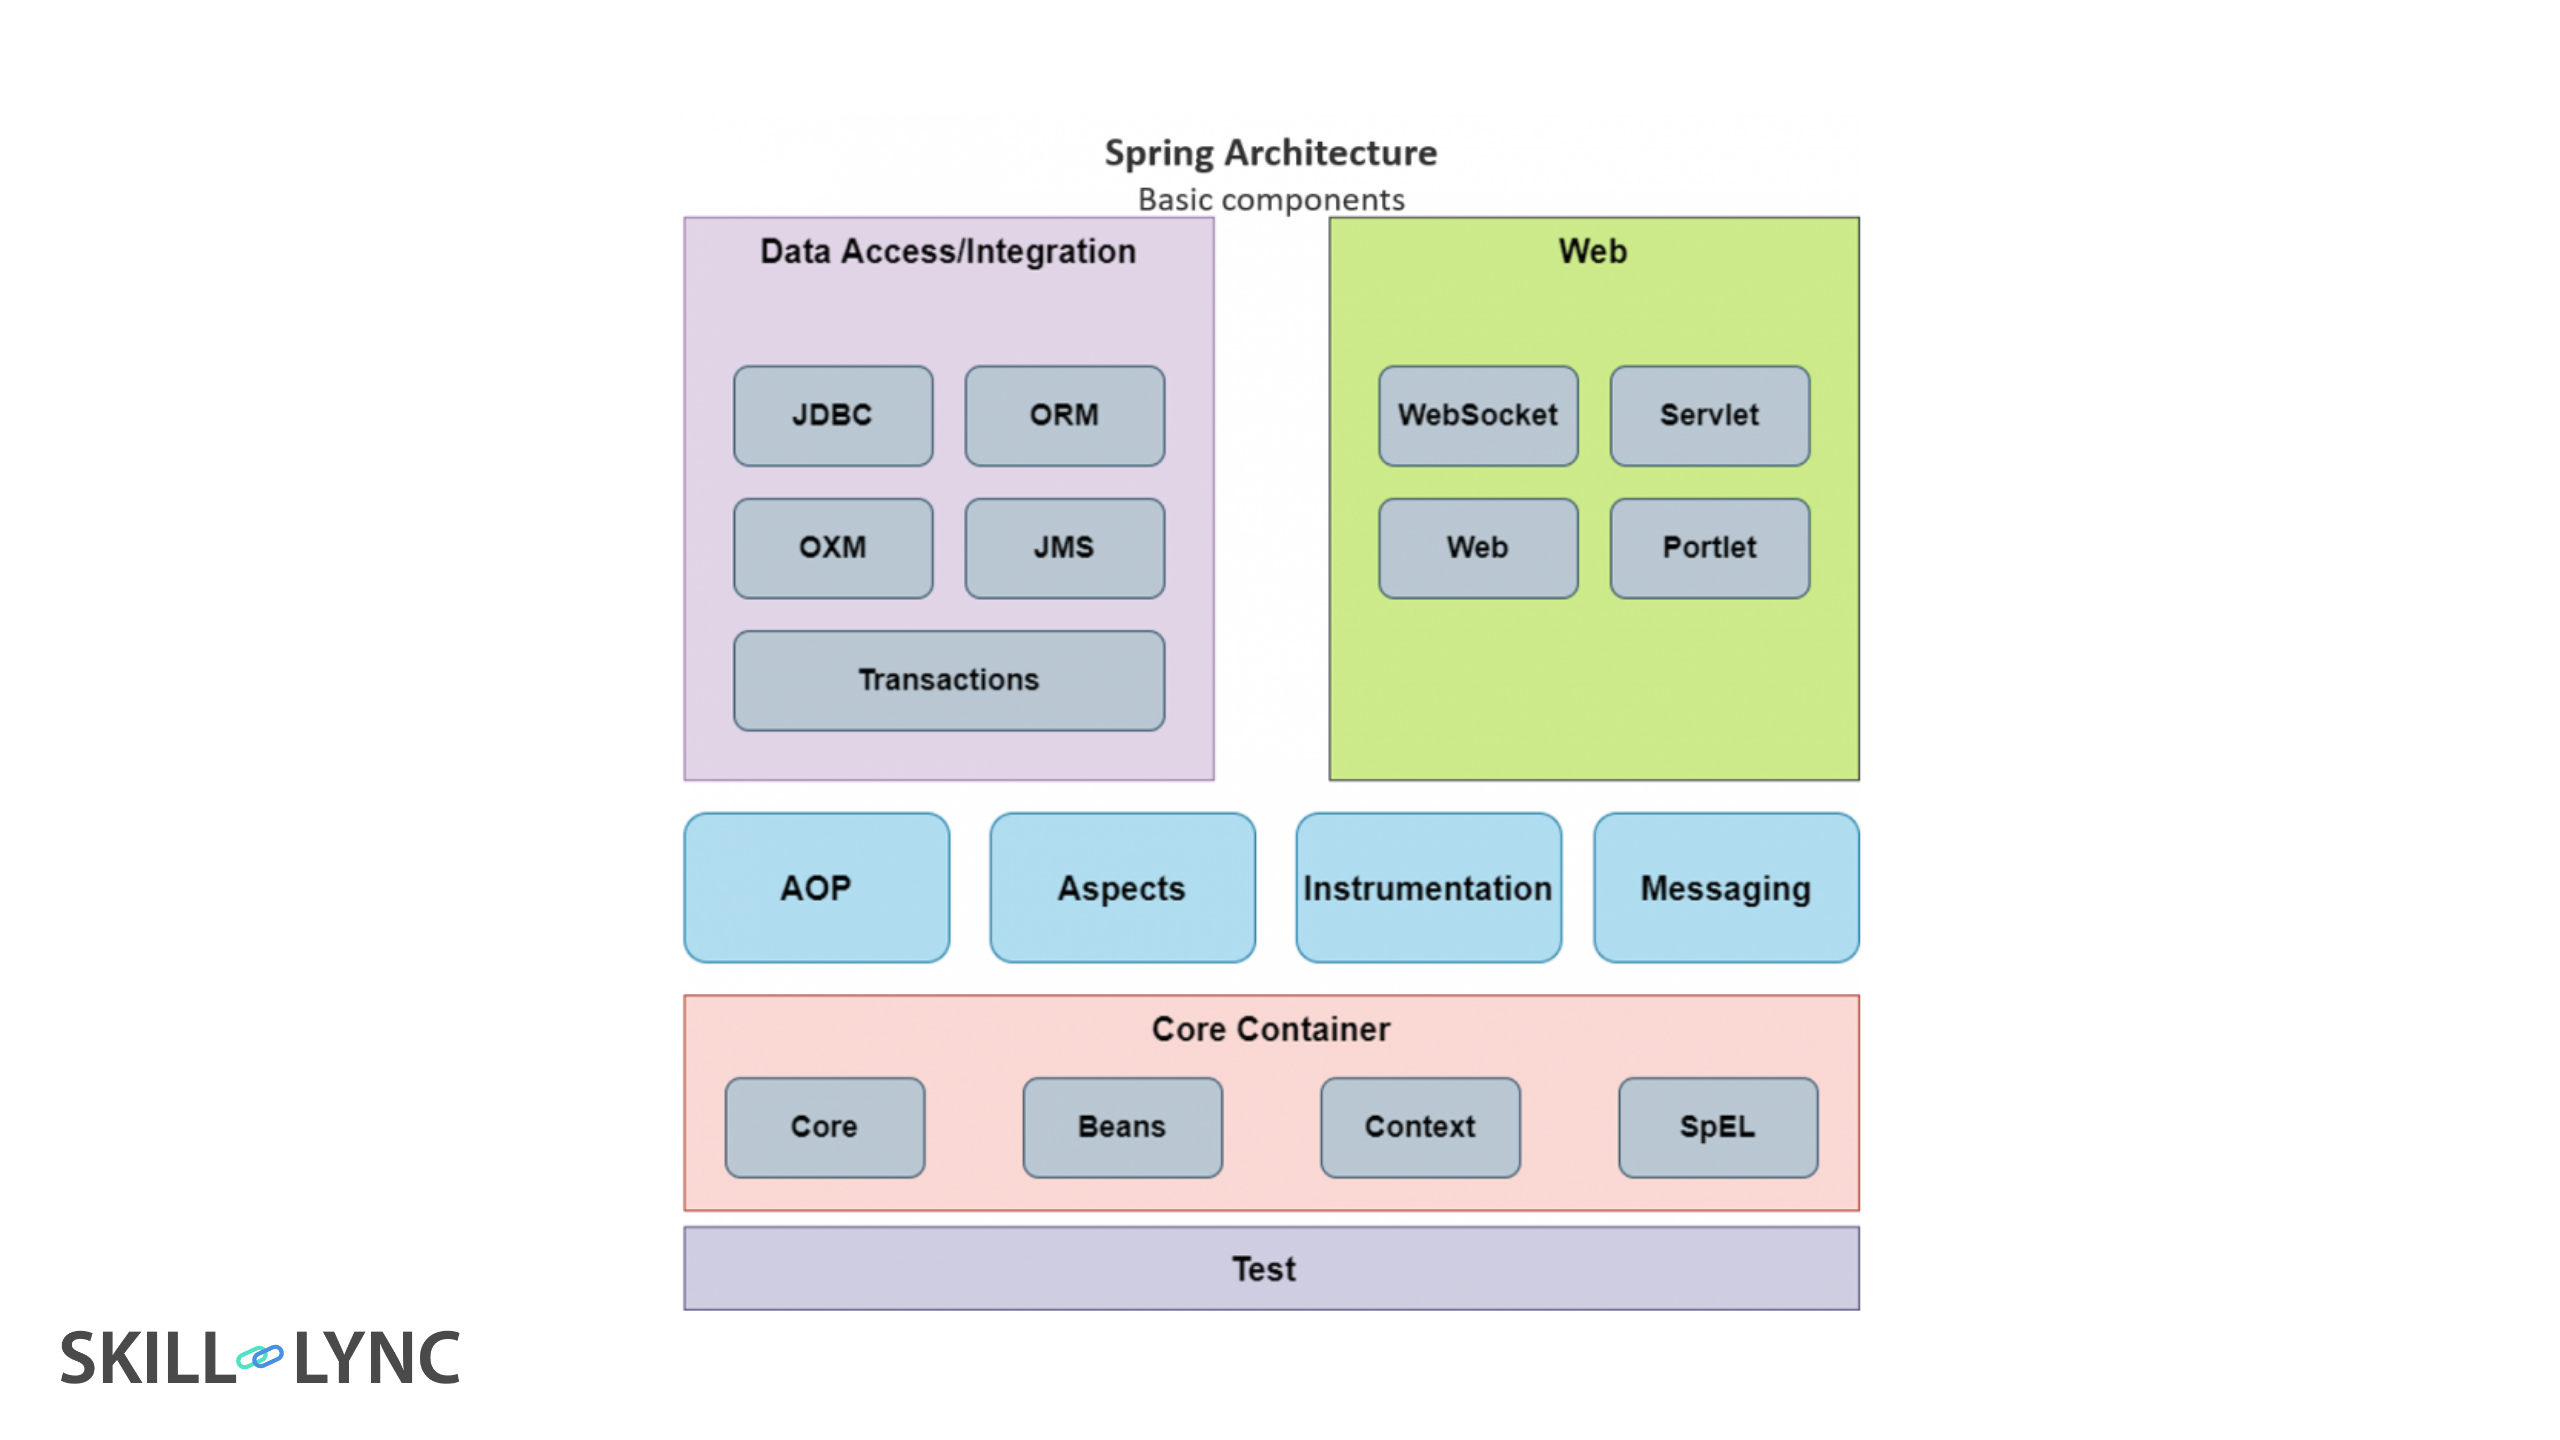 Spring Architecture
Basic components
Data Access/Integration
JDBC
ORM
OXM
JMS
Transactions
Web
WebSocket
Servlet
Web
Portlet
AOP
Aspects
Instrumentation
Messaging
Core Container
Core
Beans
Context
SpEL
Test
SKILL LYNC